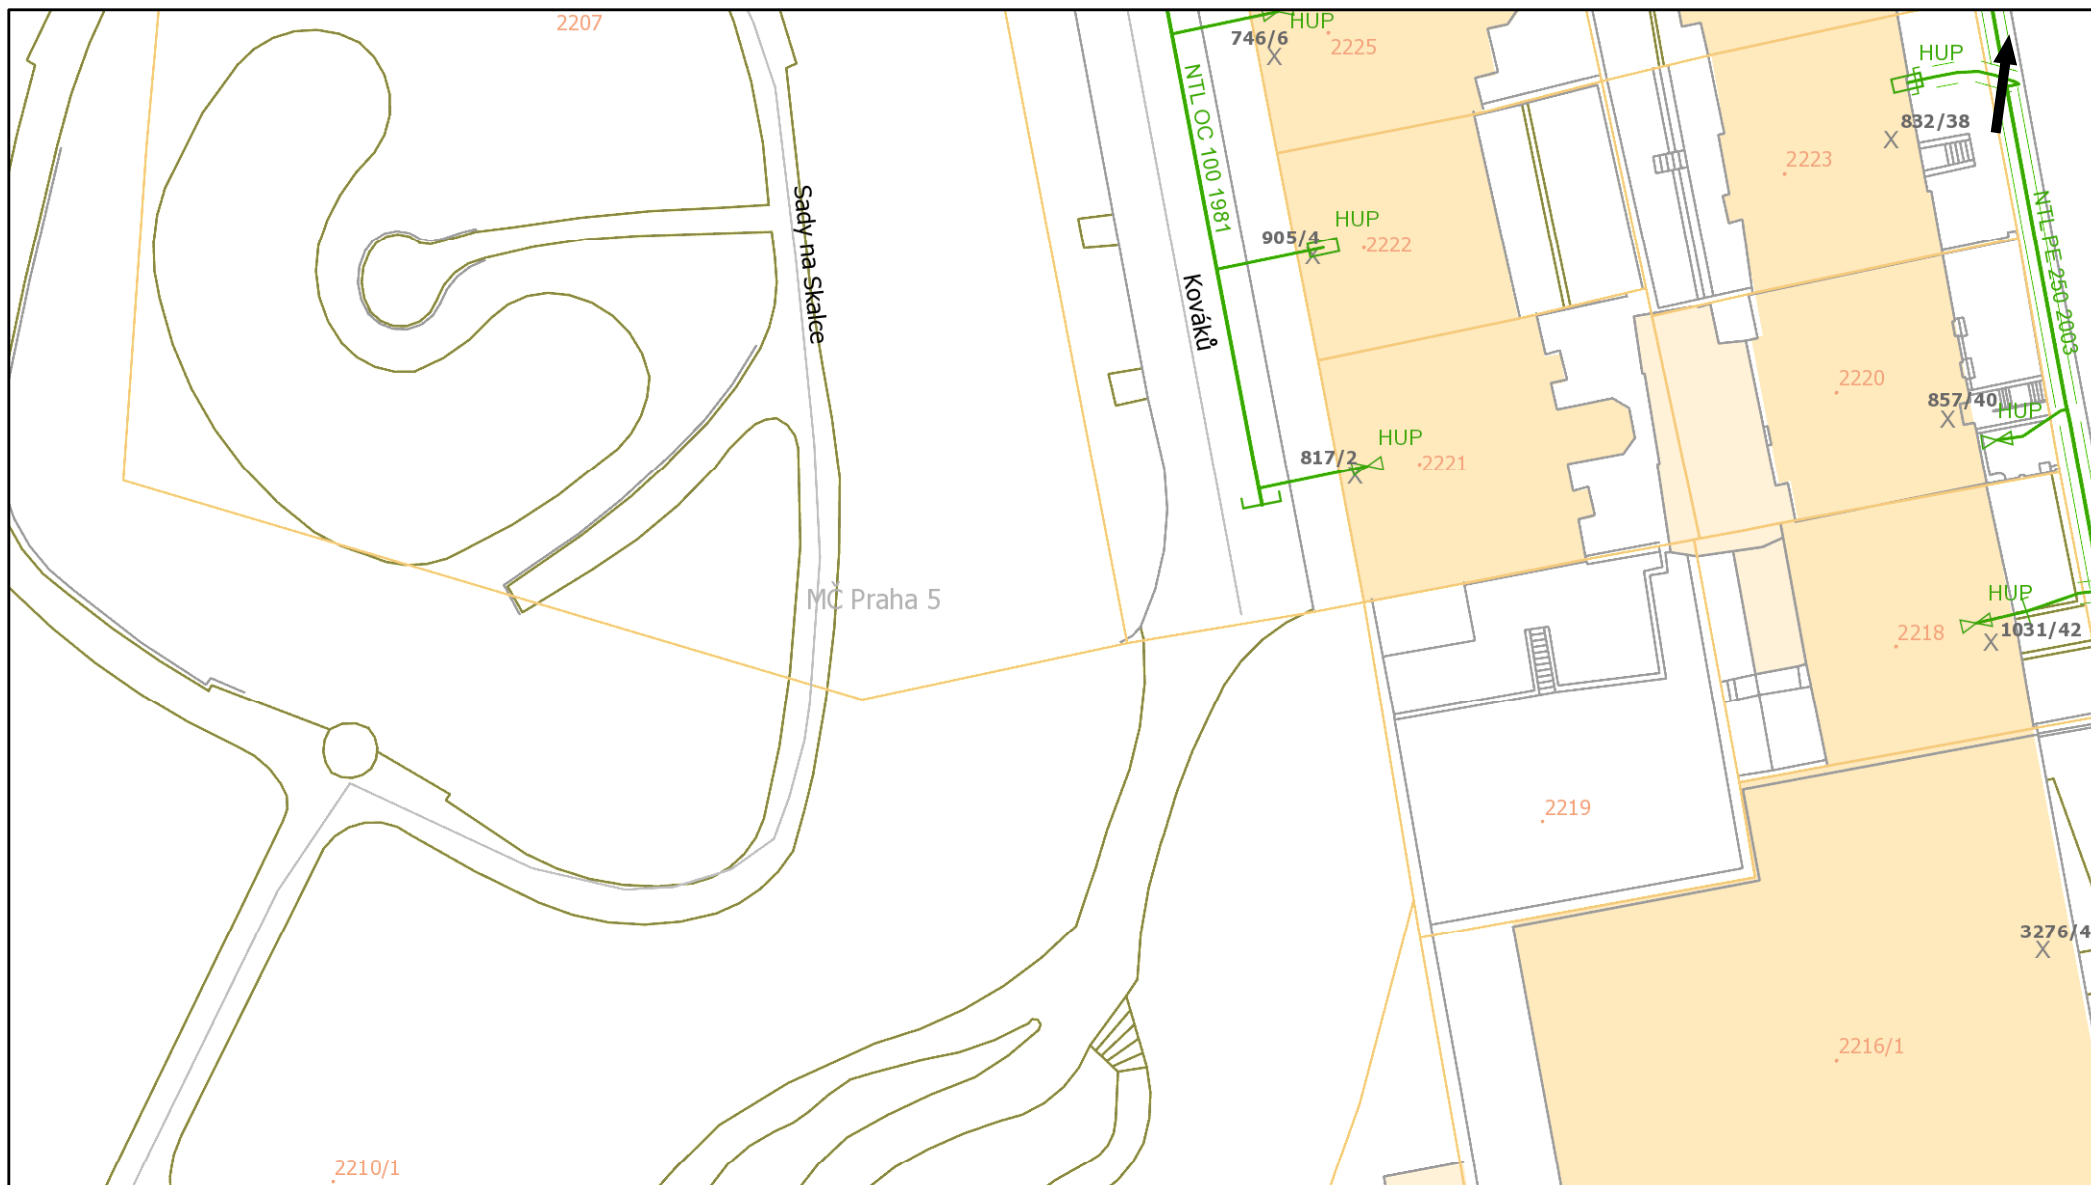 2207
HUP
746/6
2225
HUP
832/38
2223
NTL OC 100 1981
Sady na Skalce
HUP
905/4
2222
Kováků
NTL PE 250 2003
2220
857/40
HUP
HUP
817/2
2221
MČ Praha 5
HUP
1031/42
2218
2219
3276/4
2216/1
2210/1